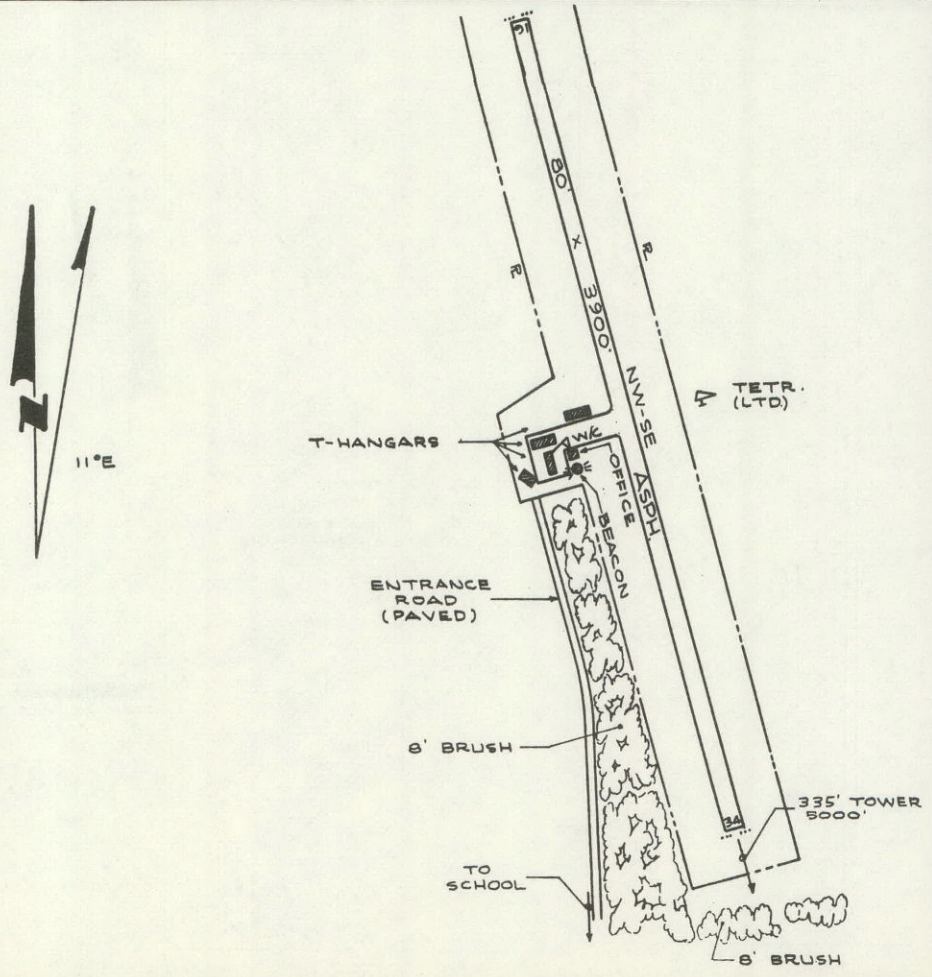 16
80' X 3900'
NW-SE ASPH.
R
R
N
11°E
TETR.
(LTD.)
T-HANGARS
W/C
OFFICE
BEACON
ENTRANCE
ROAD
(PAVED)
8' BRUSH
34
335' TOWER
5000'
TO
SCHOOL
8' BRUSH